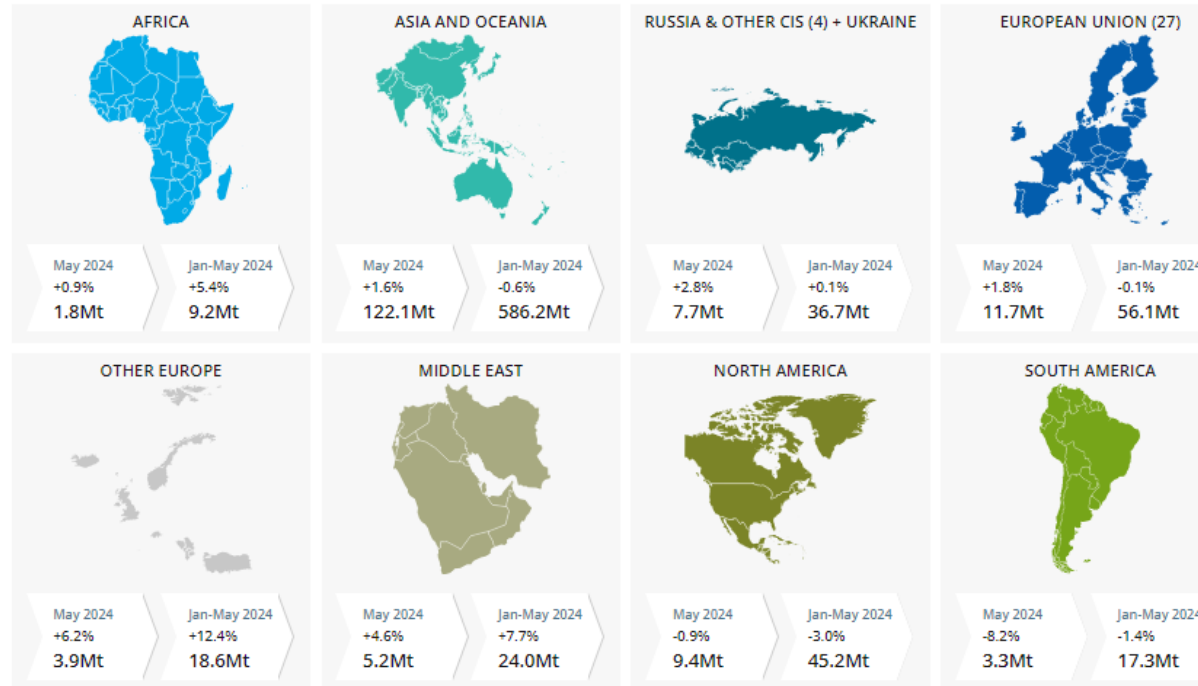 AFRICA
May 2024
+0.9%
1.8Mt
Jan-May 2024
+5.4%
9.2Mt
ASIA AND OCEANIA
May 2024
+1.6%
122.1Mt
Jan-May 2024
-0.6%
586.2Mt
RUSSIA & OTHER CIS (4) + UKRAINE
May 2024
+2.8%
7.7Mt
Jan-May 2024
+0.1%
36.7Mt
EUROPEAN UNION (27)
May 2024
+1.8%
11.7Mt
Jan-May 2024
-0.1%
56.1Mt
OTHER EUROPE
May 2024
+6.2%
3.9Mt
Jan-May 2024
+12.4%
18.6Mt
MIDDLE EAST
May 2024
+4.6%
5.2Mt
Jan-May 2024
+7.7%
24.0Mt
NORTH AMERICA
May 2024
-0.9%
9.4Mt
Jan-May 2024
-3.0%
45.2Mt
SOUTH AMERICA
May 2024
-8.2%
3.3Mt
Jan-May 2024
-1.4%
17.3Mt